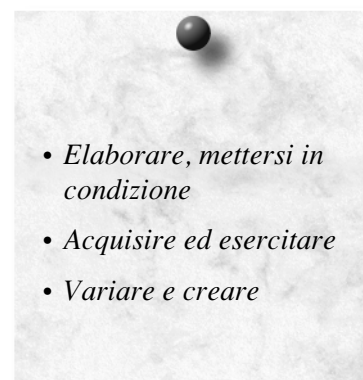 • Elaborare, mettersi in
condizione
• Acquisire ed esercitare
• Variare e creare